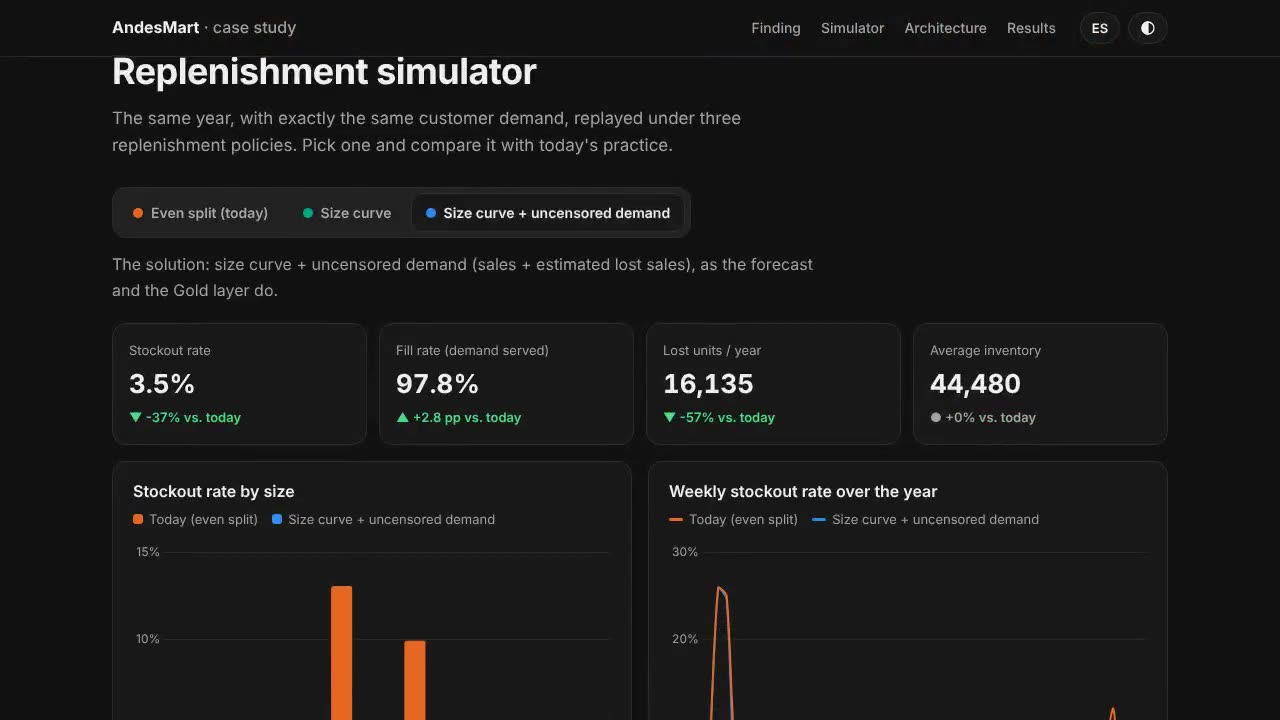 AndesMart · case study
Finding
Simulator
Architecture
Results
ES
Replenishment simulator
The same year, with exactly the same customer demand, replayed under three
replenishment policies. Pick one and compare it with today's practice.
Even split (today)
Size curve
Size curve + uncensored demand
The solution: size curve + uncensored demand (sales + estimated lost sales), as the forecast
and the Gold layer do.
Stockout rate
3.5%
▼ -37% vs. today
Fill rate (demand served)
97.8%
▲ +2.8 pp vs. today
Lost units / year
16,135
▼ -57% vs. today
Average inventory
44,480
● +0% vs. today
Stockout rate by size
Today (even split)
Size curve + uncensored demand
15%
10%
Weekly stockout rate over the year
Today (even split)
Size curve + uncensored demand
30%
20%